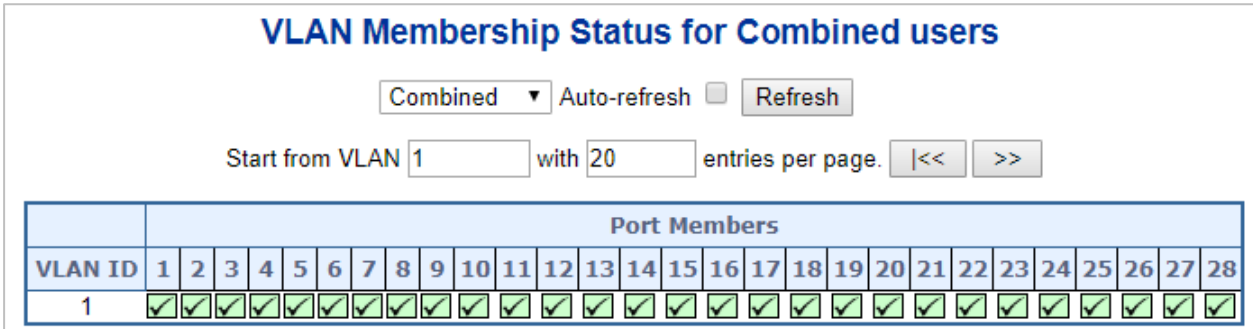 VLAN Membership Status for Combined users
Combined Auto-refresh Refresh
Start from VLAN 1 with 20 entries per page. |<< >>
Port Members
VLAN ID 1 2 3 4 5 6 7 8 9 10 11 12 13 14 15 16 17 18 19 20 21 22 23 24 25 26 27 28
1